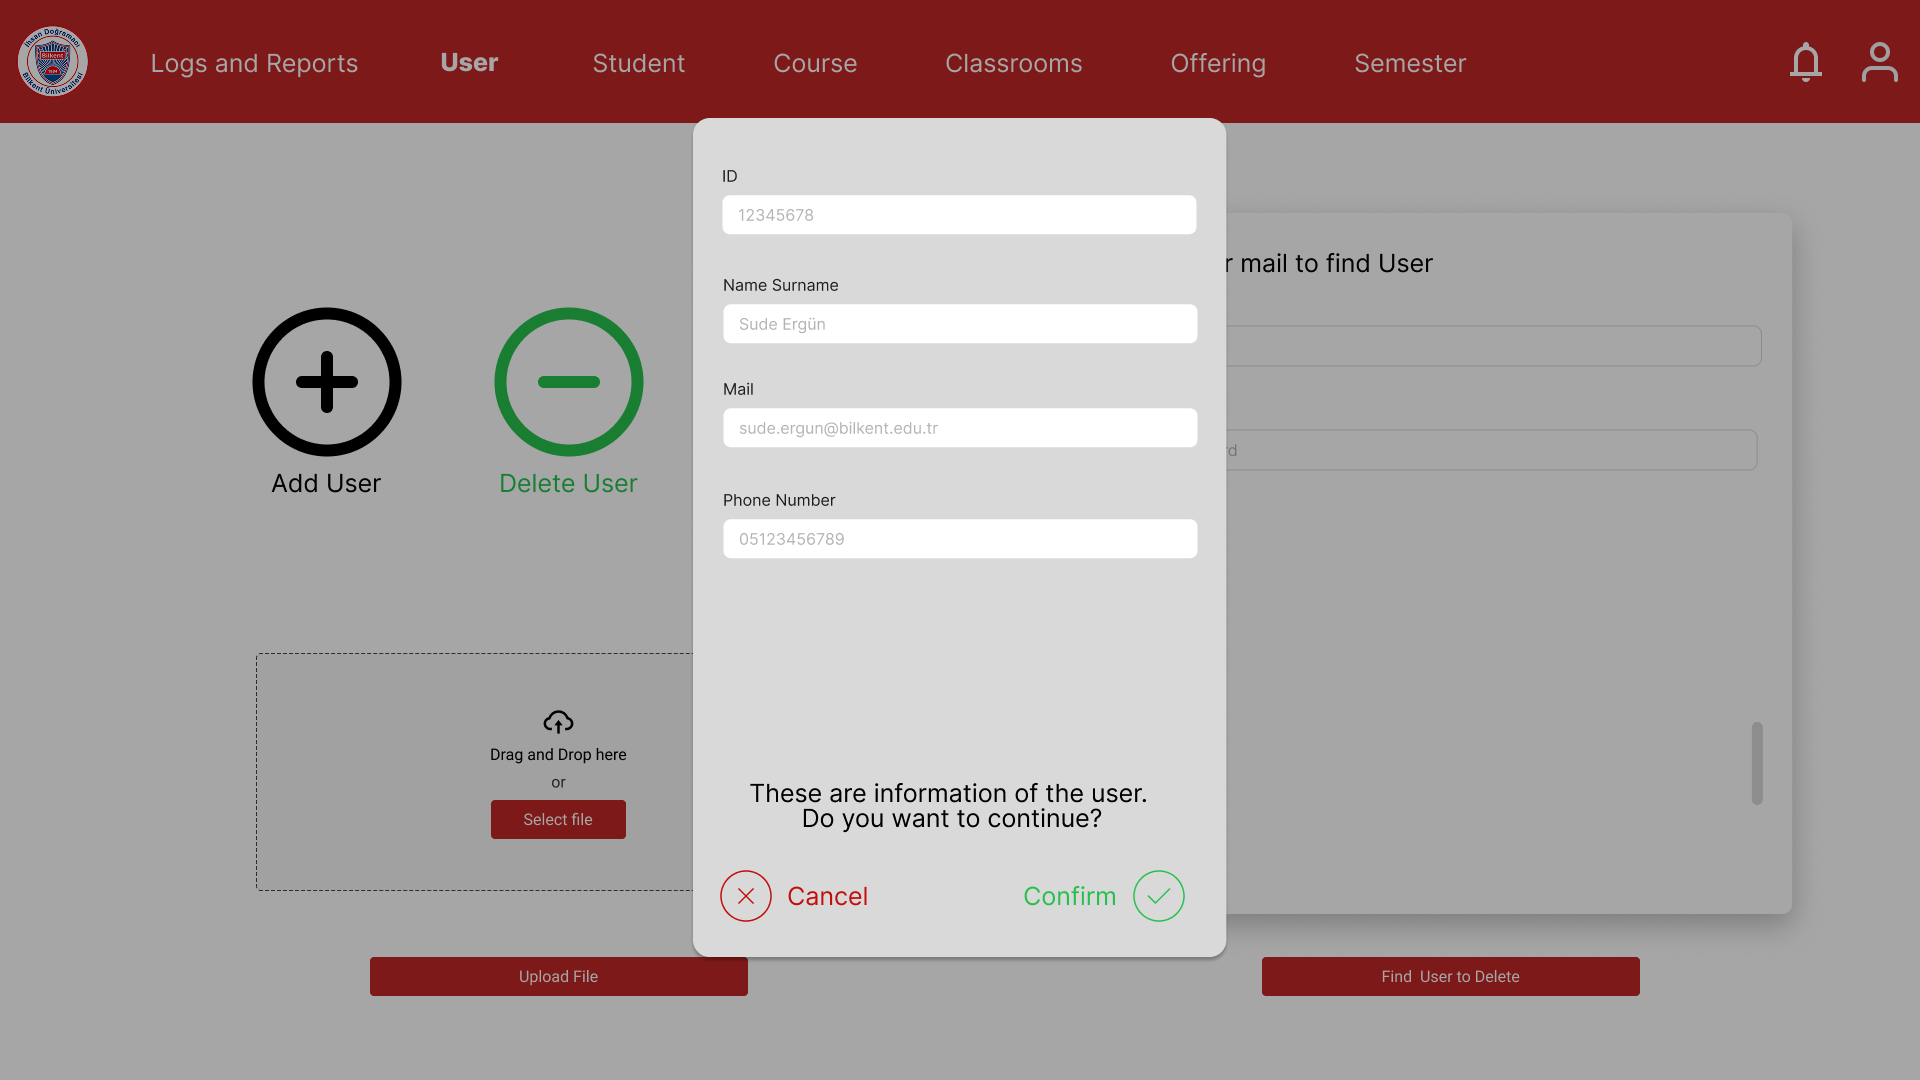 İhsan Doğramacı
Bilkent
Bilkent Üniversitesi
Logs and Reports
User
Student
Course
Classrooms
Offering
Semester
ID
12345678
Name Surname
Sude Ergün
Mail
sude.ergun@bilkent.edu.tr
Phone Number
05123456789
These are information of the user.
Do you want to continue?
Cancel
Confirm
Add User
Delete User
r mail to find User
rd
Drag and Drop here
or
Select file
Upload File
Find User to Delete